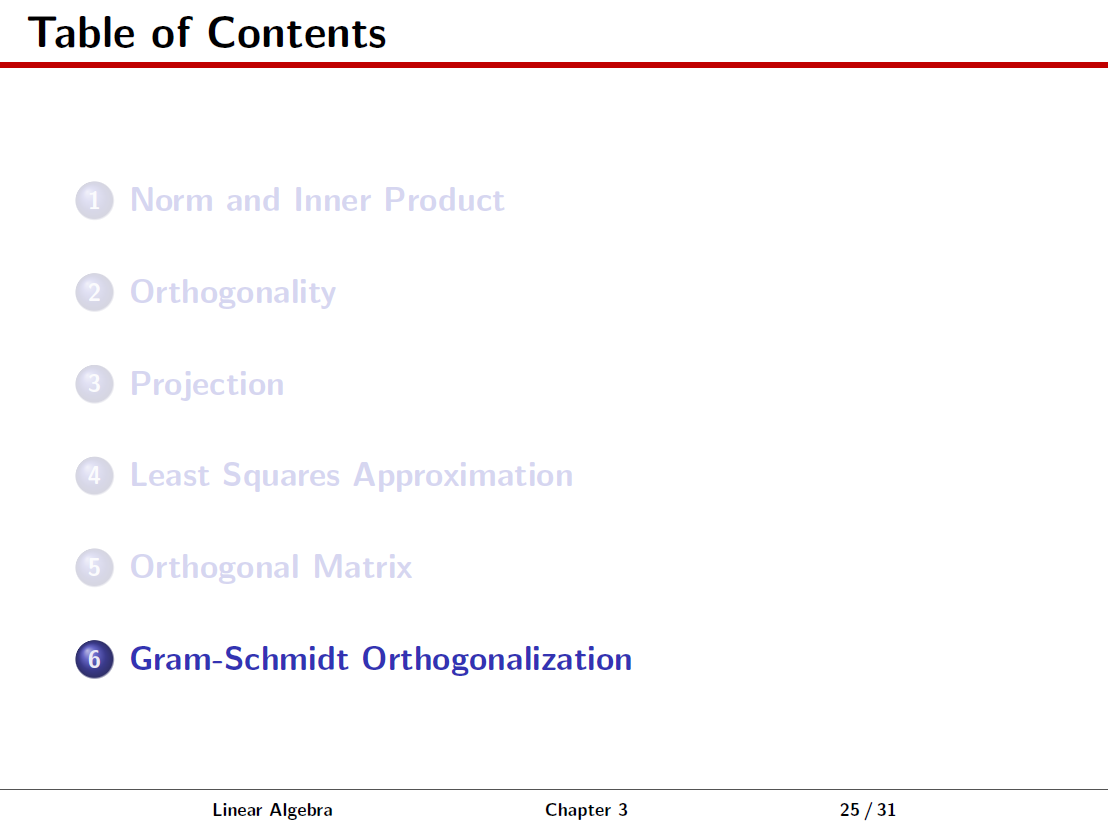 Table of Contents
1 Norm and Inner Product
2 Orthogonality
3 Projection
4 Least Squares Approximation
5 Orthogonal Matrix
6 Gram-Schmidt Orthogonalization
Linear Algebra Chapter 3 25 / 31